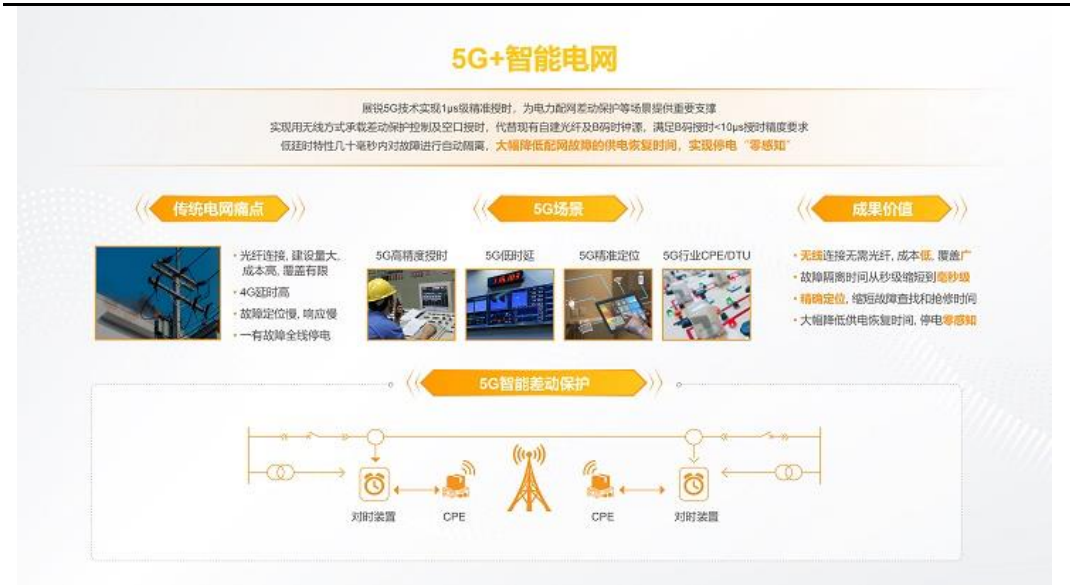 5G+智能电网
展锐5G技术实现1μs级精准授时，为电力配网差动保护等场景提供重要支撑
实现用无线方式承载差动保护控制及空口授时，代替现有自建光纤及B码时钟源，满足B码授时<10μs授时精度要求
低延时特性几十毫秒内对故障进行自动隔离，大幅降低配网故障的供电恢复时间，实现停电“零感知”
传统电网痛点
• 光纤连接, 建设量大,
成本高, 覆盖有限
• 4G延时高
• 故障定位慢, 响应慢
• 一有故障全线停电
5G场景
5G高精度授时
5G低时延
5G精准定位
5G行业CPE/DTU
成果价值
• 无线连接无需光纤, 成本低, 覆盖广
• 故障隔离时间从秒级缩短到毫秒级
• 精确定位, 缩短故障查找和抢修时间
• 大幅降低供电恢复时间, 停电零感知
5G智能差动保护
对时装置
CPE
CPE
对时装置